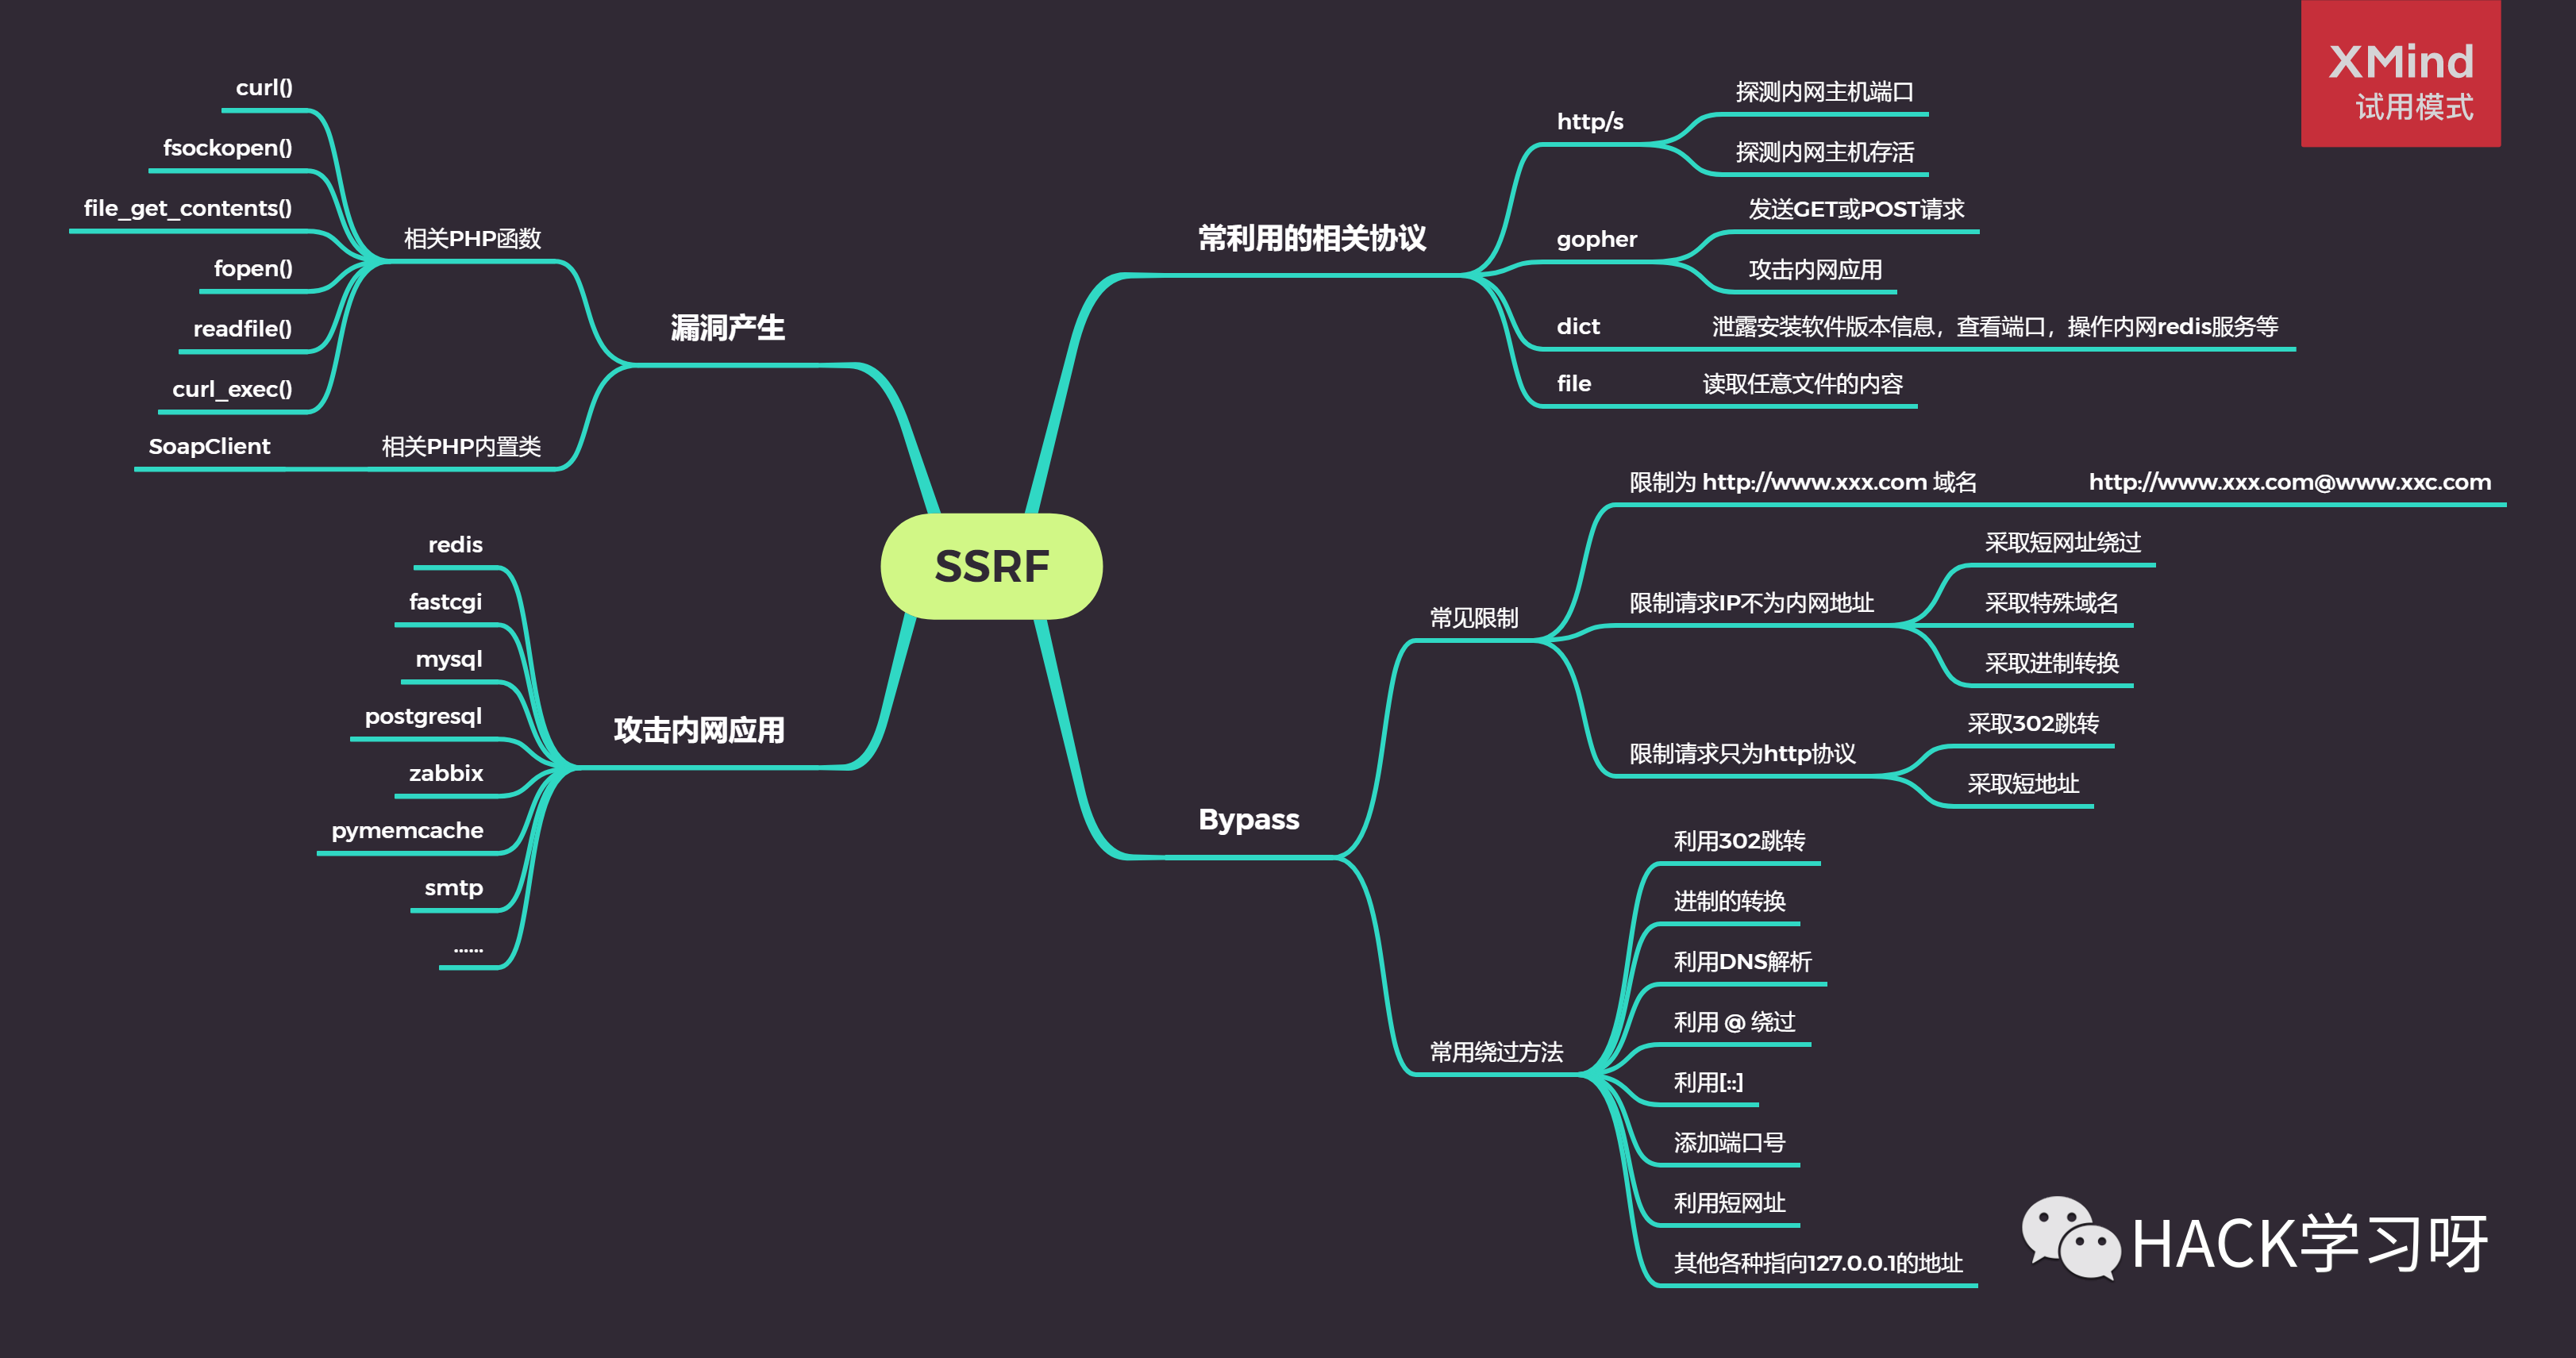 XMind
试用模式
SSRF
漏洞产生
相关PHP函数
curl()
fsockopen()
file_get_contents()
fopen()
readfile()
curl_exec()
相关PHP内置类
SoapClient
攻击内网应用
redis
fastcgi
mysql
postgresql
zabbix
pymemcache
smtp
......
常利用的相关协议
http/s
探测内网主机端口
探测内网主机存活
gopher
发送GET或POST请求
攻击内网应用
dict
泄露安装软件版本信息，查看端口，操作内网redis服务等
file
读取任意文件的内容
Bypass
常见限制
限制为 http://www.xxx.com 域名
http://www.xxx.com@www.xxc.com
限制请求IP不为内网地址
采取短网址绕过
采取特殊域名
采取进制转换
限制请求只为http协议
采取302跳转
采取短地址
常用绕过方法
利用302跳转
进制的转换
利用DNS解析
利用 @ 绕过
利用[::]
添加端口号
利用短网址
其他各种指向127.0.0.1的地址
HACK学习呀